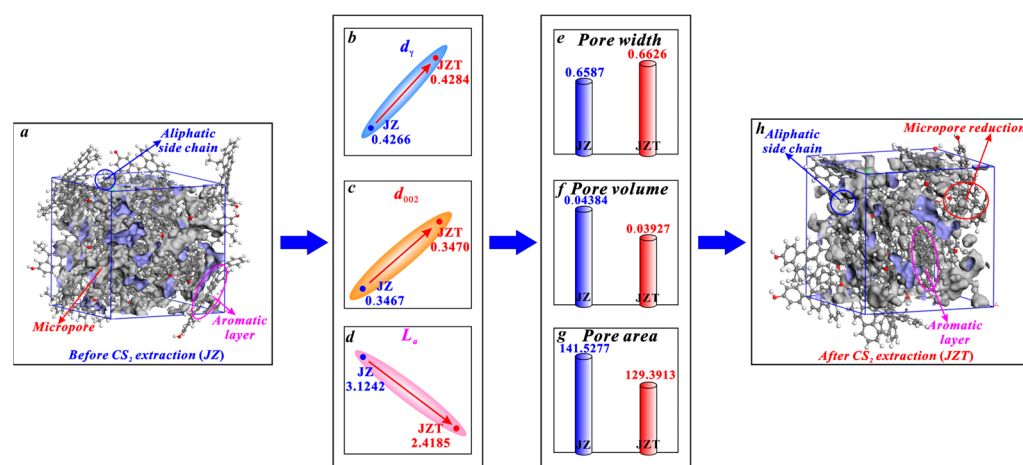 a
Aliphatic
side chain
Micropore
Aromatic
layer
Before CS₂ extraction (JZ)
b
dγ
JZT
0.4284
JZ
0.4266
c
d₀₀₂
JZT
0.3470
JZ
0.3467
d
Lₐ
JZ
3.1242
JZT
2.4185
e Pore width
0.6587
0.6626
JZ
JZT
f Pore volume
0.04384
0.03927
JZ
JZT
g Pore area
141.5277
129.3913
JZ
JZT
h
Aliphatic
side chain
Micropore reduction
Aromatic
layer
After CS₂ extraction (JZT)